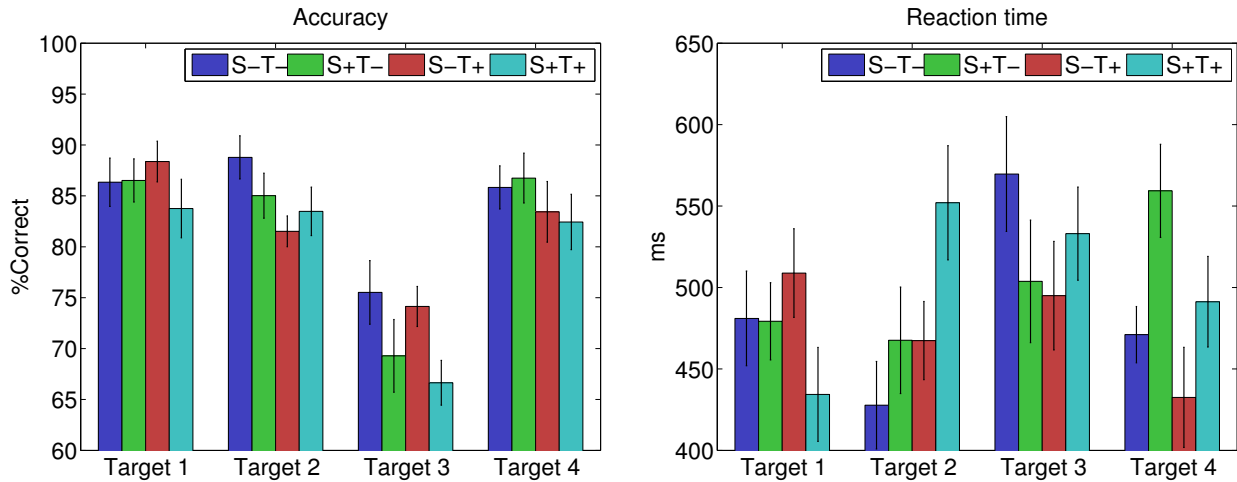 Accuracy
%Correct
100
95
90
85
80
75
70
65
60
S−T− S+T− S−T+ S+T+
Target 1 Target 2 Target 3 Target 4
Reaction time
ms
650
600
550
500
450
400
S−T− S+T− S−T+ S+T+
Target 1 Target 2 Target 3 Target 4